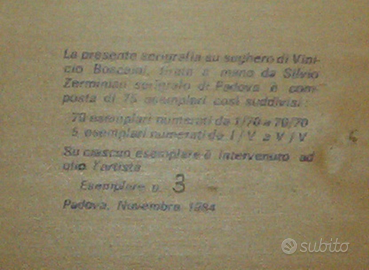 La presente serigrafia su sughero di Vini-
cio Boscaini, tirata a mano da Silvio
Zerminiani serigrafo di Padova è com-
posta di 75 esemplari così suddivisi:
70 esemplari numerati da 1/70 a 70/70
5 esemplari numerati da I/V a V/V
Su ciascun esemplare è intervenuto ad
olio l'artista.
Esemplare n. 3
Padova, Novembre 1984
subito